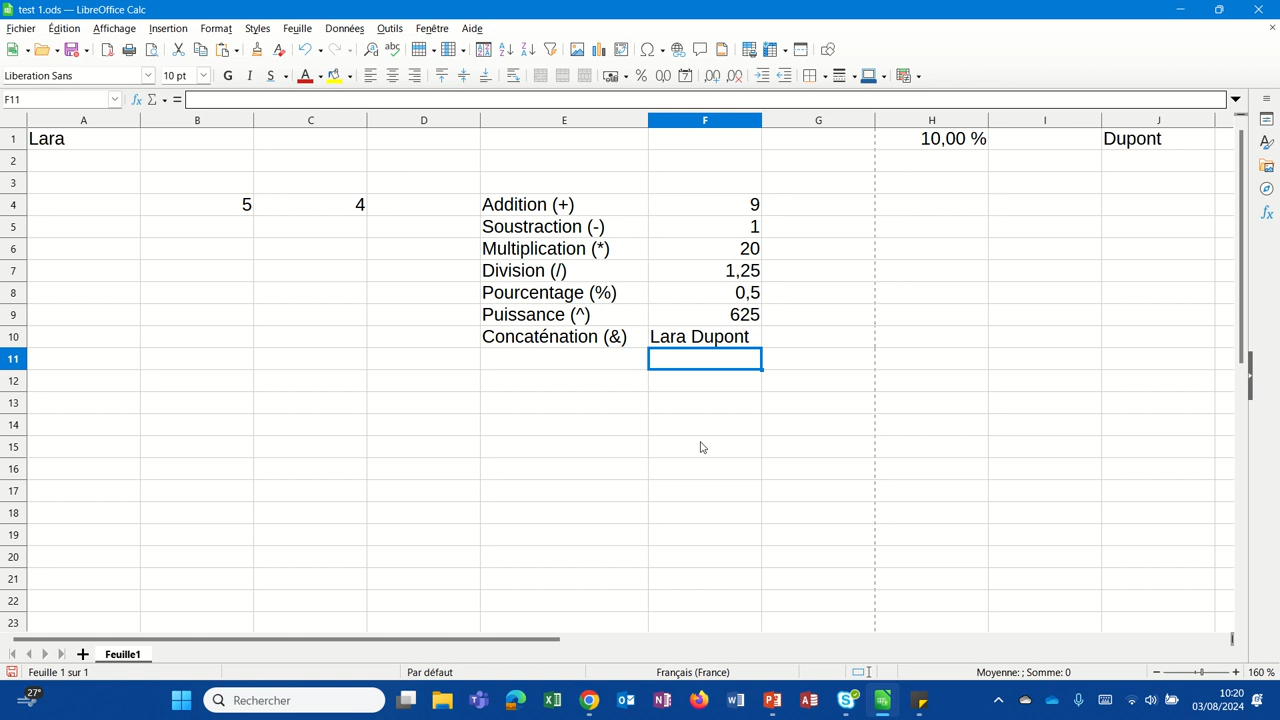 test 1.ods — LibreOffice Calc
Fichier Édition Affichage Insertion Format Styles Feuille Données Outils Fenêtre Aide
Liberation Sans 10 pt G I S A
F11
A B C D E F G H I J
1 Lara 10,00 % Dupont
2
3
4 5 4 Addition (+) 9
5 Soustraction (-) 1
6 Multiplication (*) 20
7 Division (/) 1,25
8 Pourcentage (%) 0,5
9 Puissance (^) 625
10 Concaténation (&) Lara Dupont
11
12
13
14
15
16
17
18
19
20
21
22
23
Feuille1
Feuille 1 sur 1 Par défaut Français (France) Moyenne: ; Somme: 0 160 %
27° Rechercher 10:20
03/08/2024